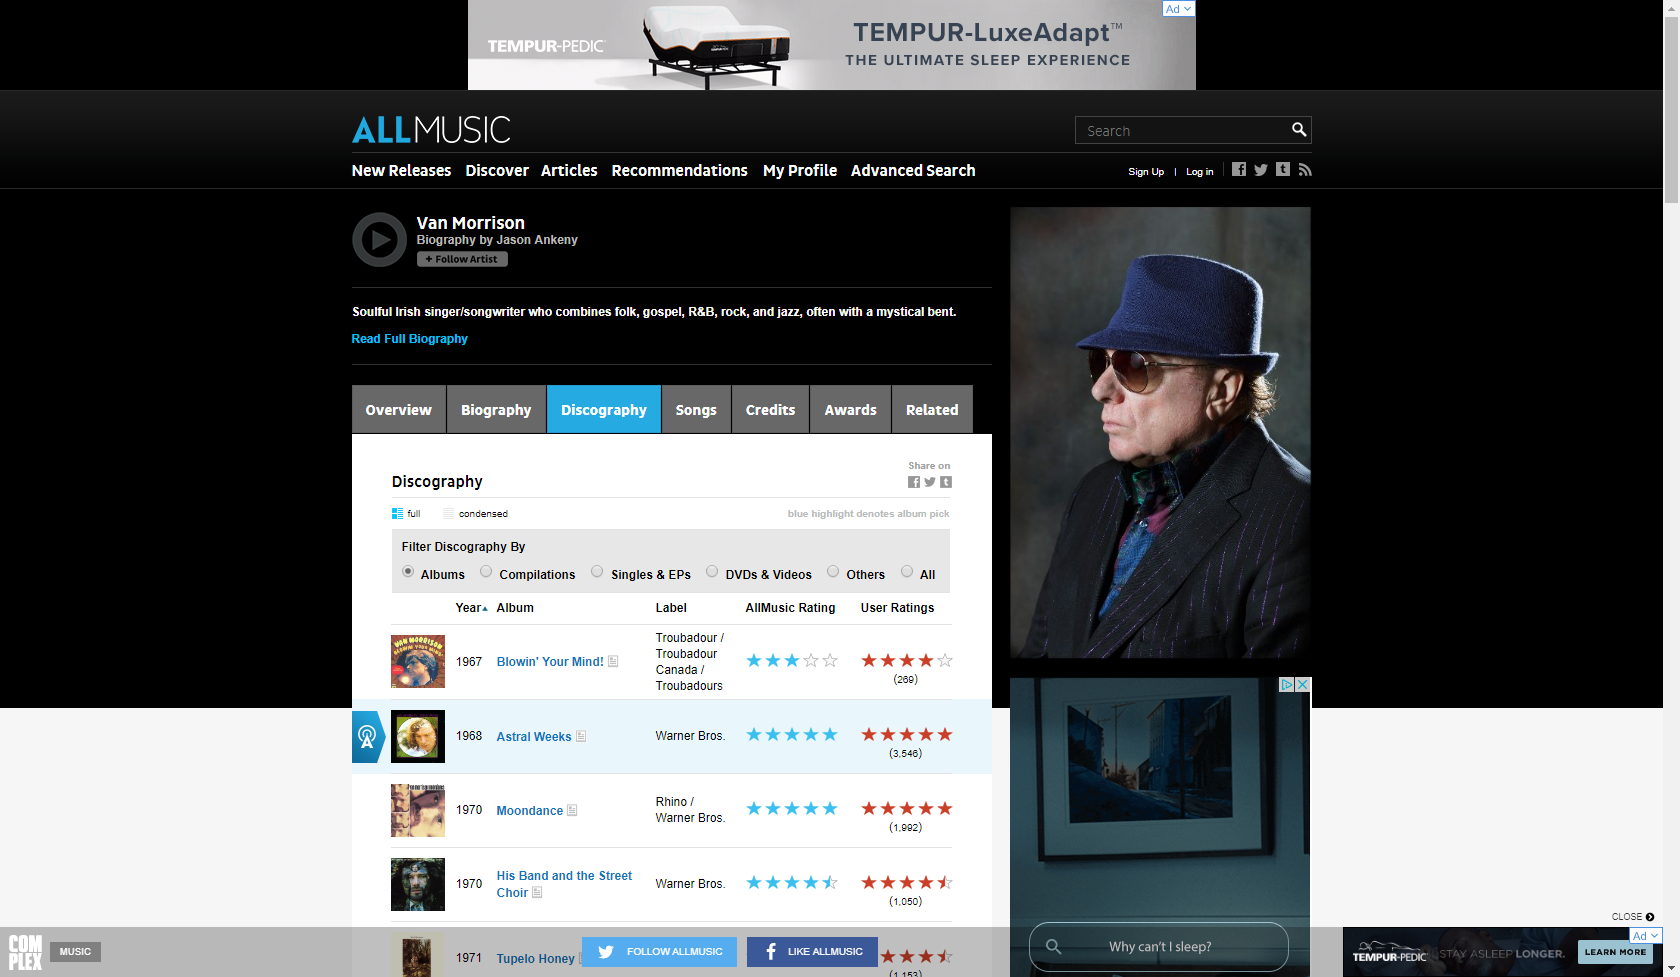 TEMPUR-PEDIC
TEMPUR-LuxeAdapt™
THE ULTIMATE SLEEP EXPERIENCE
Ad
ALLMUSIC
Search
New Releases Discover Articles Recommendations My Profile Advanced Search
Sign Up | Log in
Van Morrison
Biography by Jason Ankeny
+ Follow Artist
Soulful Irish singer/songwriter who combines folk, gospel, R&B, rock, and jazz, often with a mystical bent.
Read Full Biography
Overview Biography Discography Songs Credits Awards Related
Share on
Discography
full condensed blue highlight denotes album pick
Filter Discography By
Albums Compilations Singles & EPs DVDs & Videos Others All
Year Album Label AllMusic Rating User Ratings
VAN MORRISON
BLOWIN' YOUR MIND!
1967 Blowin' Your Mind! Troubadour /
Troubadour
Canada /
Troubadours
(269)
1968 Astral Weeks Warner Bros.
(3,546)
1970 Moondance Rhino /
Warner Bros.
(1,992)
1970 His Band and the Street
Choir Warner Bros.
(1,050)
1971 Tupelo Honey
(1,153)
Why can't I sleep?
COMPLEX
MUSIC
FOLLOW ALLMUSIC
LIKE ALLMUSIC
CLOSE
Ad
TEMPUR-PEDIC STAY ASLEEP LONGER. LEARN MORE